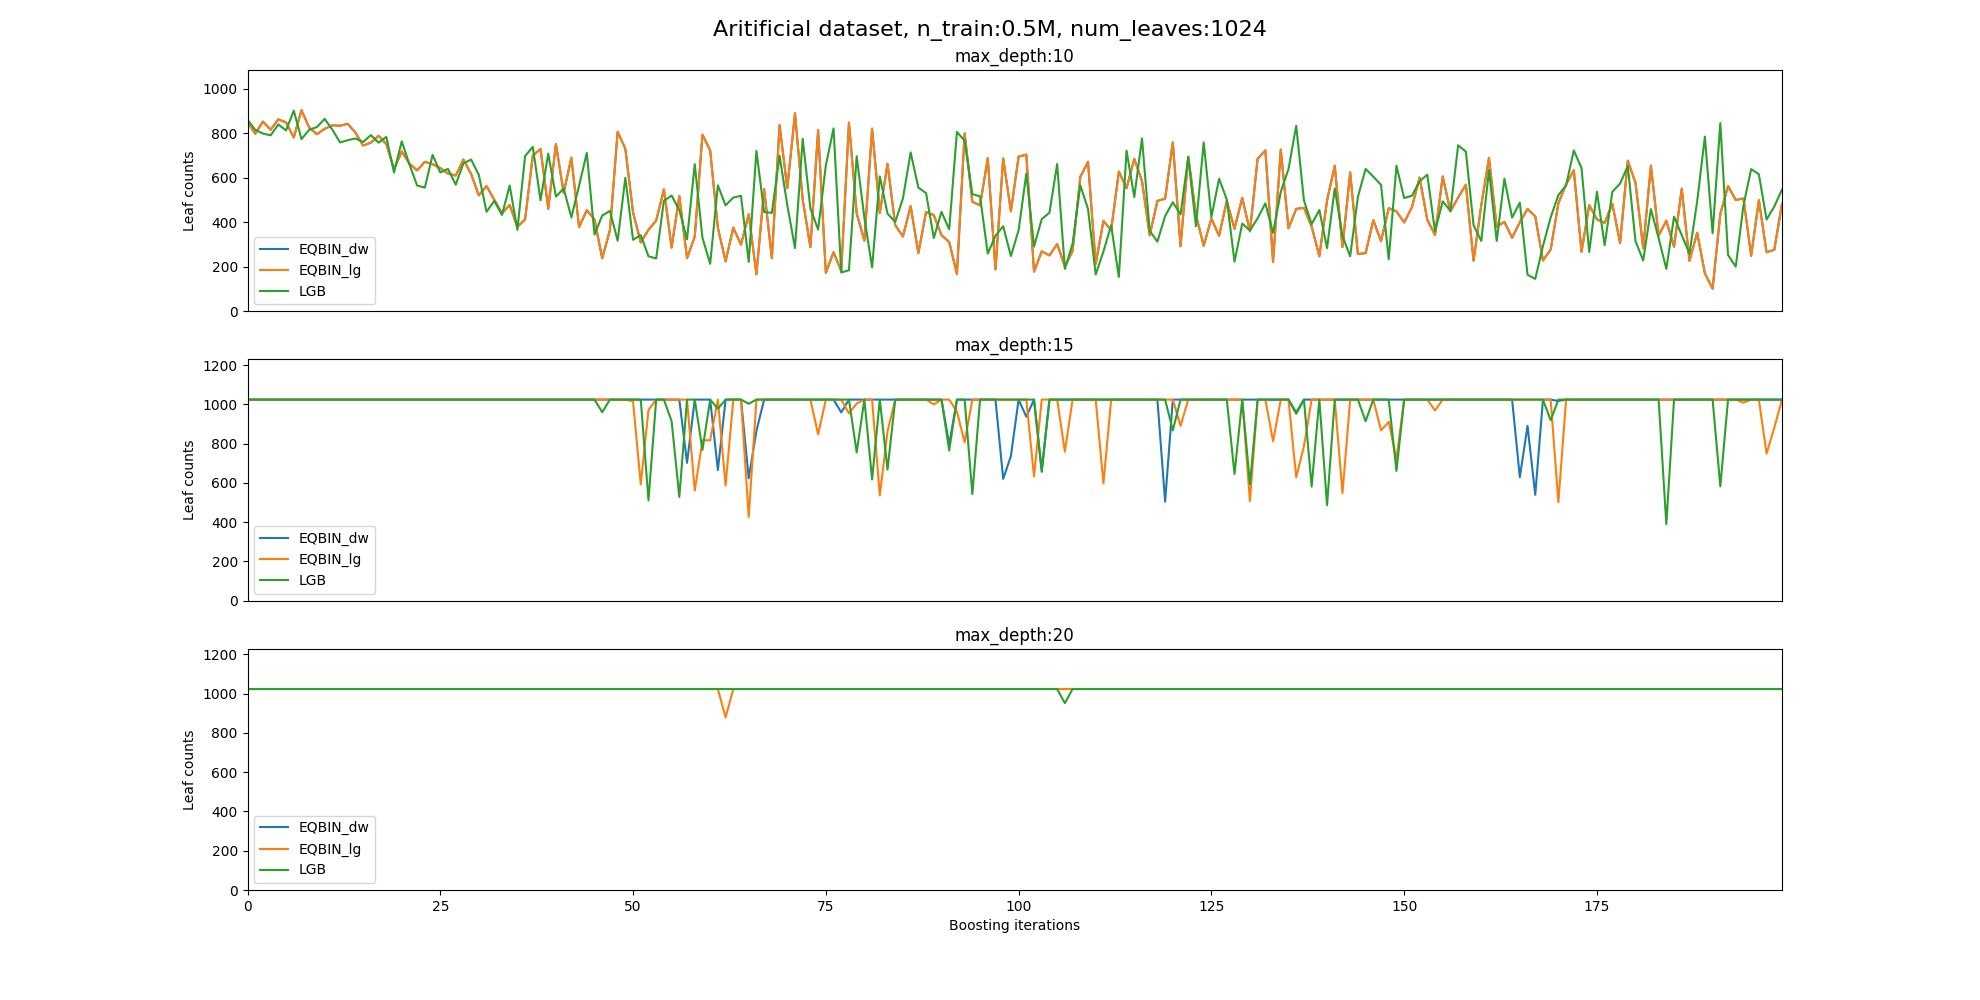 Aritificial dataset, n_train:0.5M, num_leaves:1024
max_depth:10
Leaf counts
1000
800
600
400
200
0
EQBIN_dw
EQBIN_lg
LGB
max_depth:15
Leaf counts
1200
1000
800
600
400
200
0
EQBIN_dw
EQBIN_lg
LGB
max_depth:20
Leaf counts
1200
1000
800
600
400
200
0
EQBIN_dw
EQBIN_lg
LGB
0 25 50 75 100 125 150 175
Boosting iterations